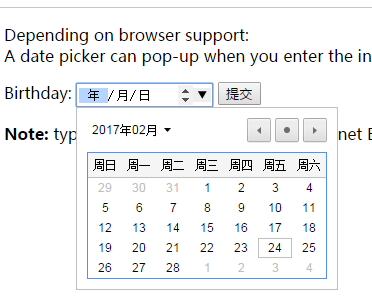 Depending on browser support:
A date picker can pop-up when you enter the in
Birthday: 年 /月/日 提交
2017年02月
周日 周一 周二 周三 周四 周五 周六
29 30 31 1 2 3 4
5 6 7 8 9 10 11
12 13 14 15 16 17 18
19 20 21 22 23 24 25
26 27 28 1 2 3 4
Note: typ net E